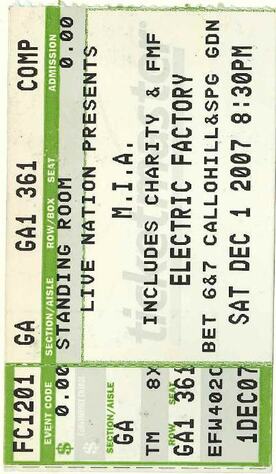 FC1201 GA GA1 361 COMP
EVENT CODE SECTION/AISLE ROW/BOX SEAT ADMISSION
$ 0.00 STANDING ROOM 0.00
LIVE NATION PRESENTS
M.I.A.
INCLUDES CHARITY & FMF
ELECTRIC FACTORY
BET 6&7 CALLOHILL&SPG GDN
SAT DEC 1 2007 8:30PM
ticketmaster
SECTION/AISLE
GA
TM 8X
ROW SEAT
GA1 361
EFW402C
1DEC07
$